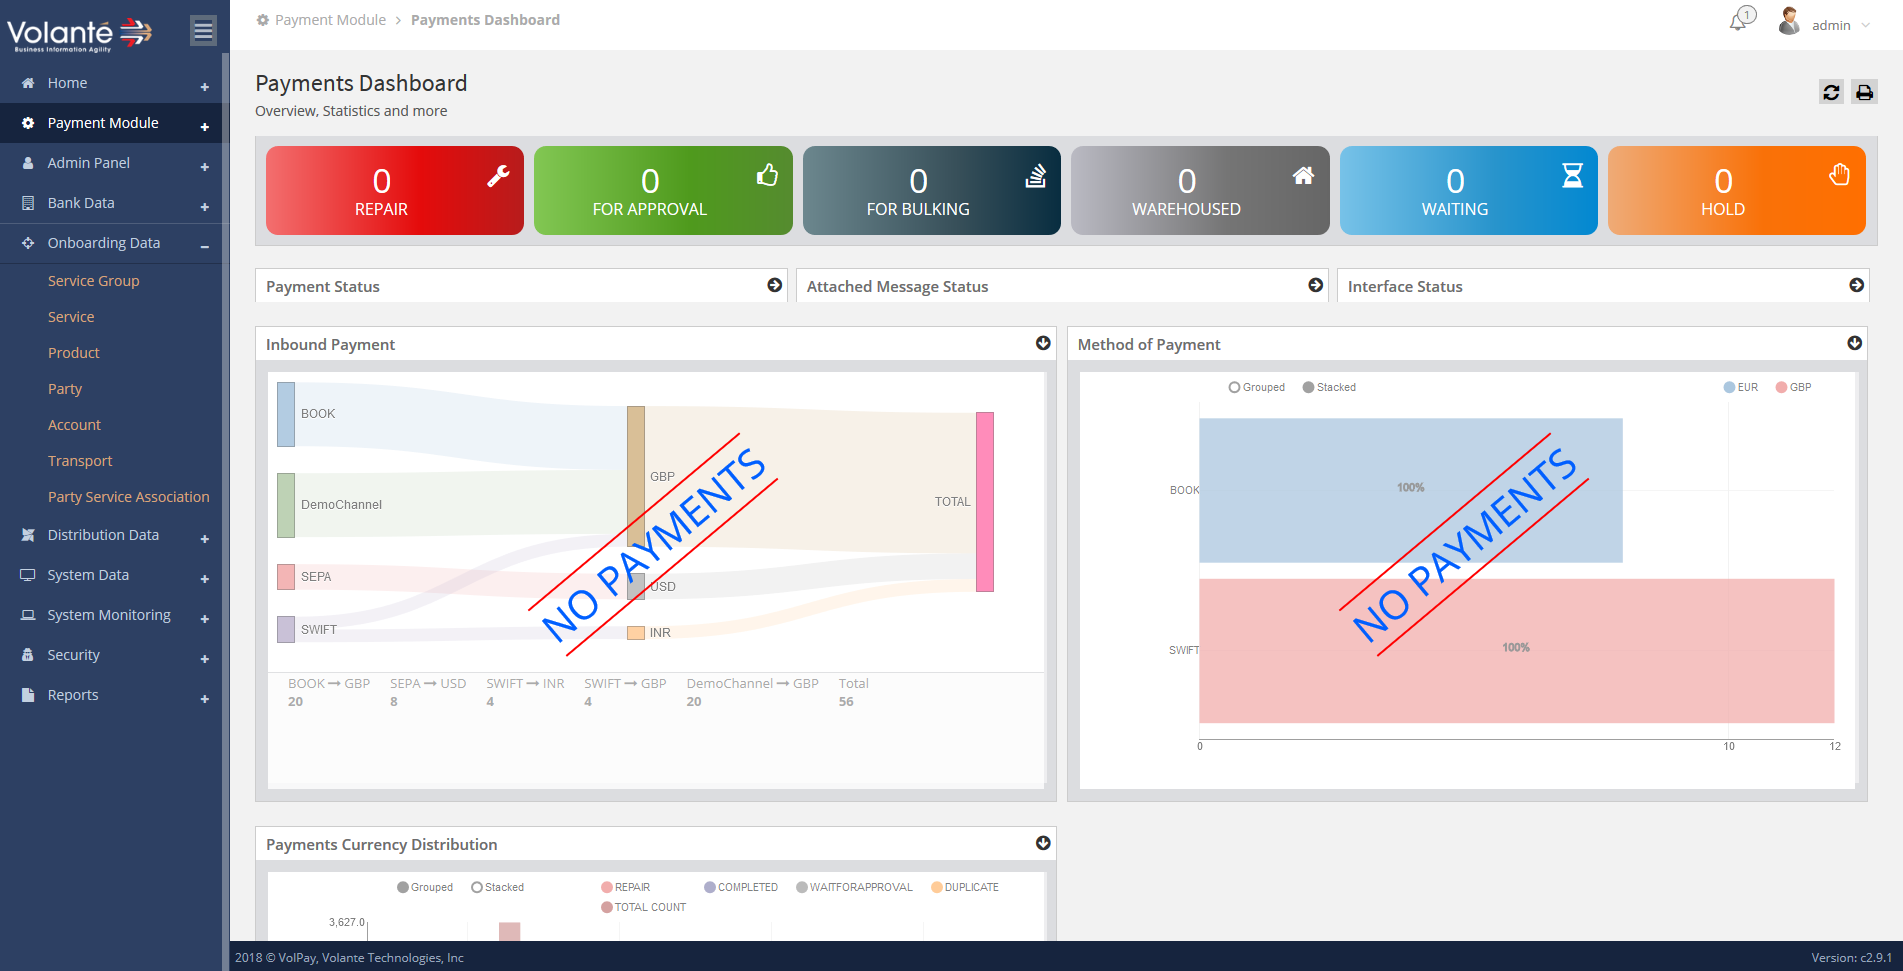 Volanté
Business Information Agility
Home
Payment Module
Admin Panel
Bank Data
Onboarding Data
Service Group
Service
Product
Party
Account
Transport
Party Service Association
Distribution Data
System Data
System Monitoring
Security
Reports
Payment Module > Payments Dashboard
1
admin
Payments Dashboard
Overview, Statistics and more
0
REPAIR
0
FOR APPROVAL
0
FOR BULKING
0
WAREHOUSED
0
WAITING
0
HOLD
Payment Status
Attached Message Status
Interface Status
Inbound Payment
BOOK
DemoChannel
SEPA
SWIFT
GBP
USD
INR
TOTAL
NO PAYMENTS
BOOK → GBP SEPA → USD SWIFT → INR SWIFT → GBP DemoChannel → GBP Total
20 8 4 4 20 56
Method of Payment
Grouped Stacked EUR GBP
BOOK
100%
SWIFT
100%
NO PAYMENTS
0 10 12
Payments Currency Distribution
Grouped Stacked REPAIR COMPLETED WAITFORAPPROVAL DUPLICATE
TOTAL COUNT
3,627.0
2018 © VolPay, Volante Technologies, Inc
Version: c2.9.1